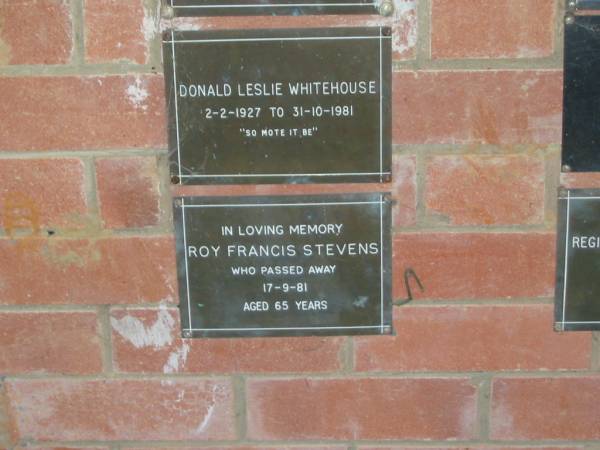 DONALD LESLIE WHITEHOUSE
2-2-1927 TO 31-10-1981
"SO MOTE IT BE"
IN LOVING MEMORY
ROY FRANCIS STEVENS
WHO PASSED AWAY
17-9-81
AGED 65 YEARS
REGI